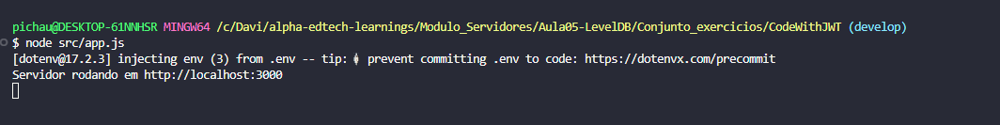 pichau@DESKTOP-61NNHSR MINGW64 /c/Davi/alpha-edtech-learnings/Modulo_Servidores/Aula05-LevelDB/Conjunto_exercicios/CodeWithJWT (develop)
$ node src/app.js
[dotenv@17.2.3] injecting env (3) from .env -- tip: prevent committing .env to code: https://dotenvx.com/precommit
Servidor rodando em http://localhost:3000